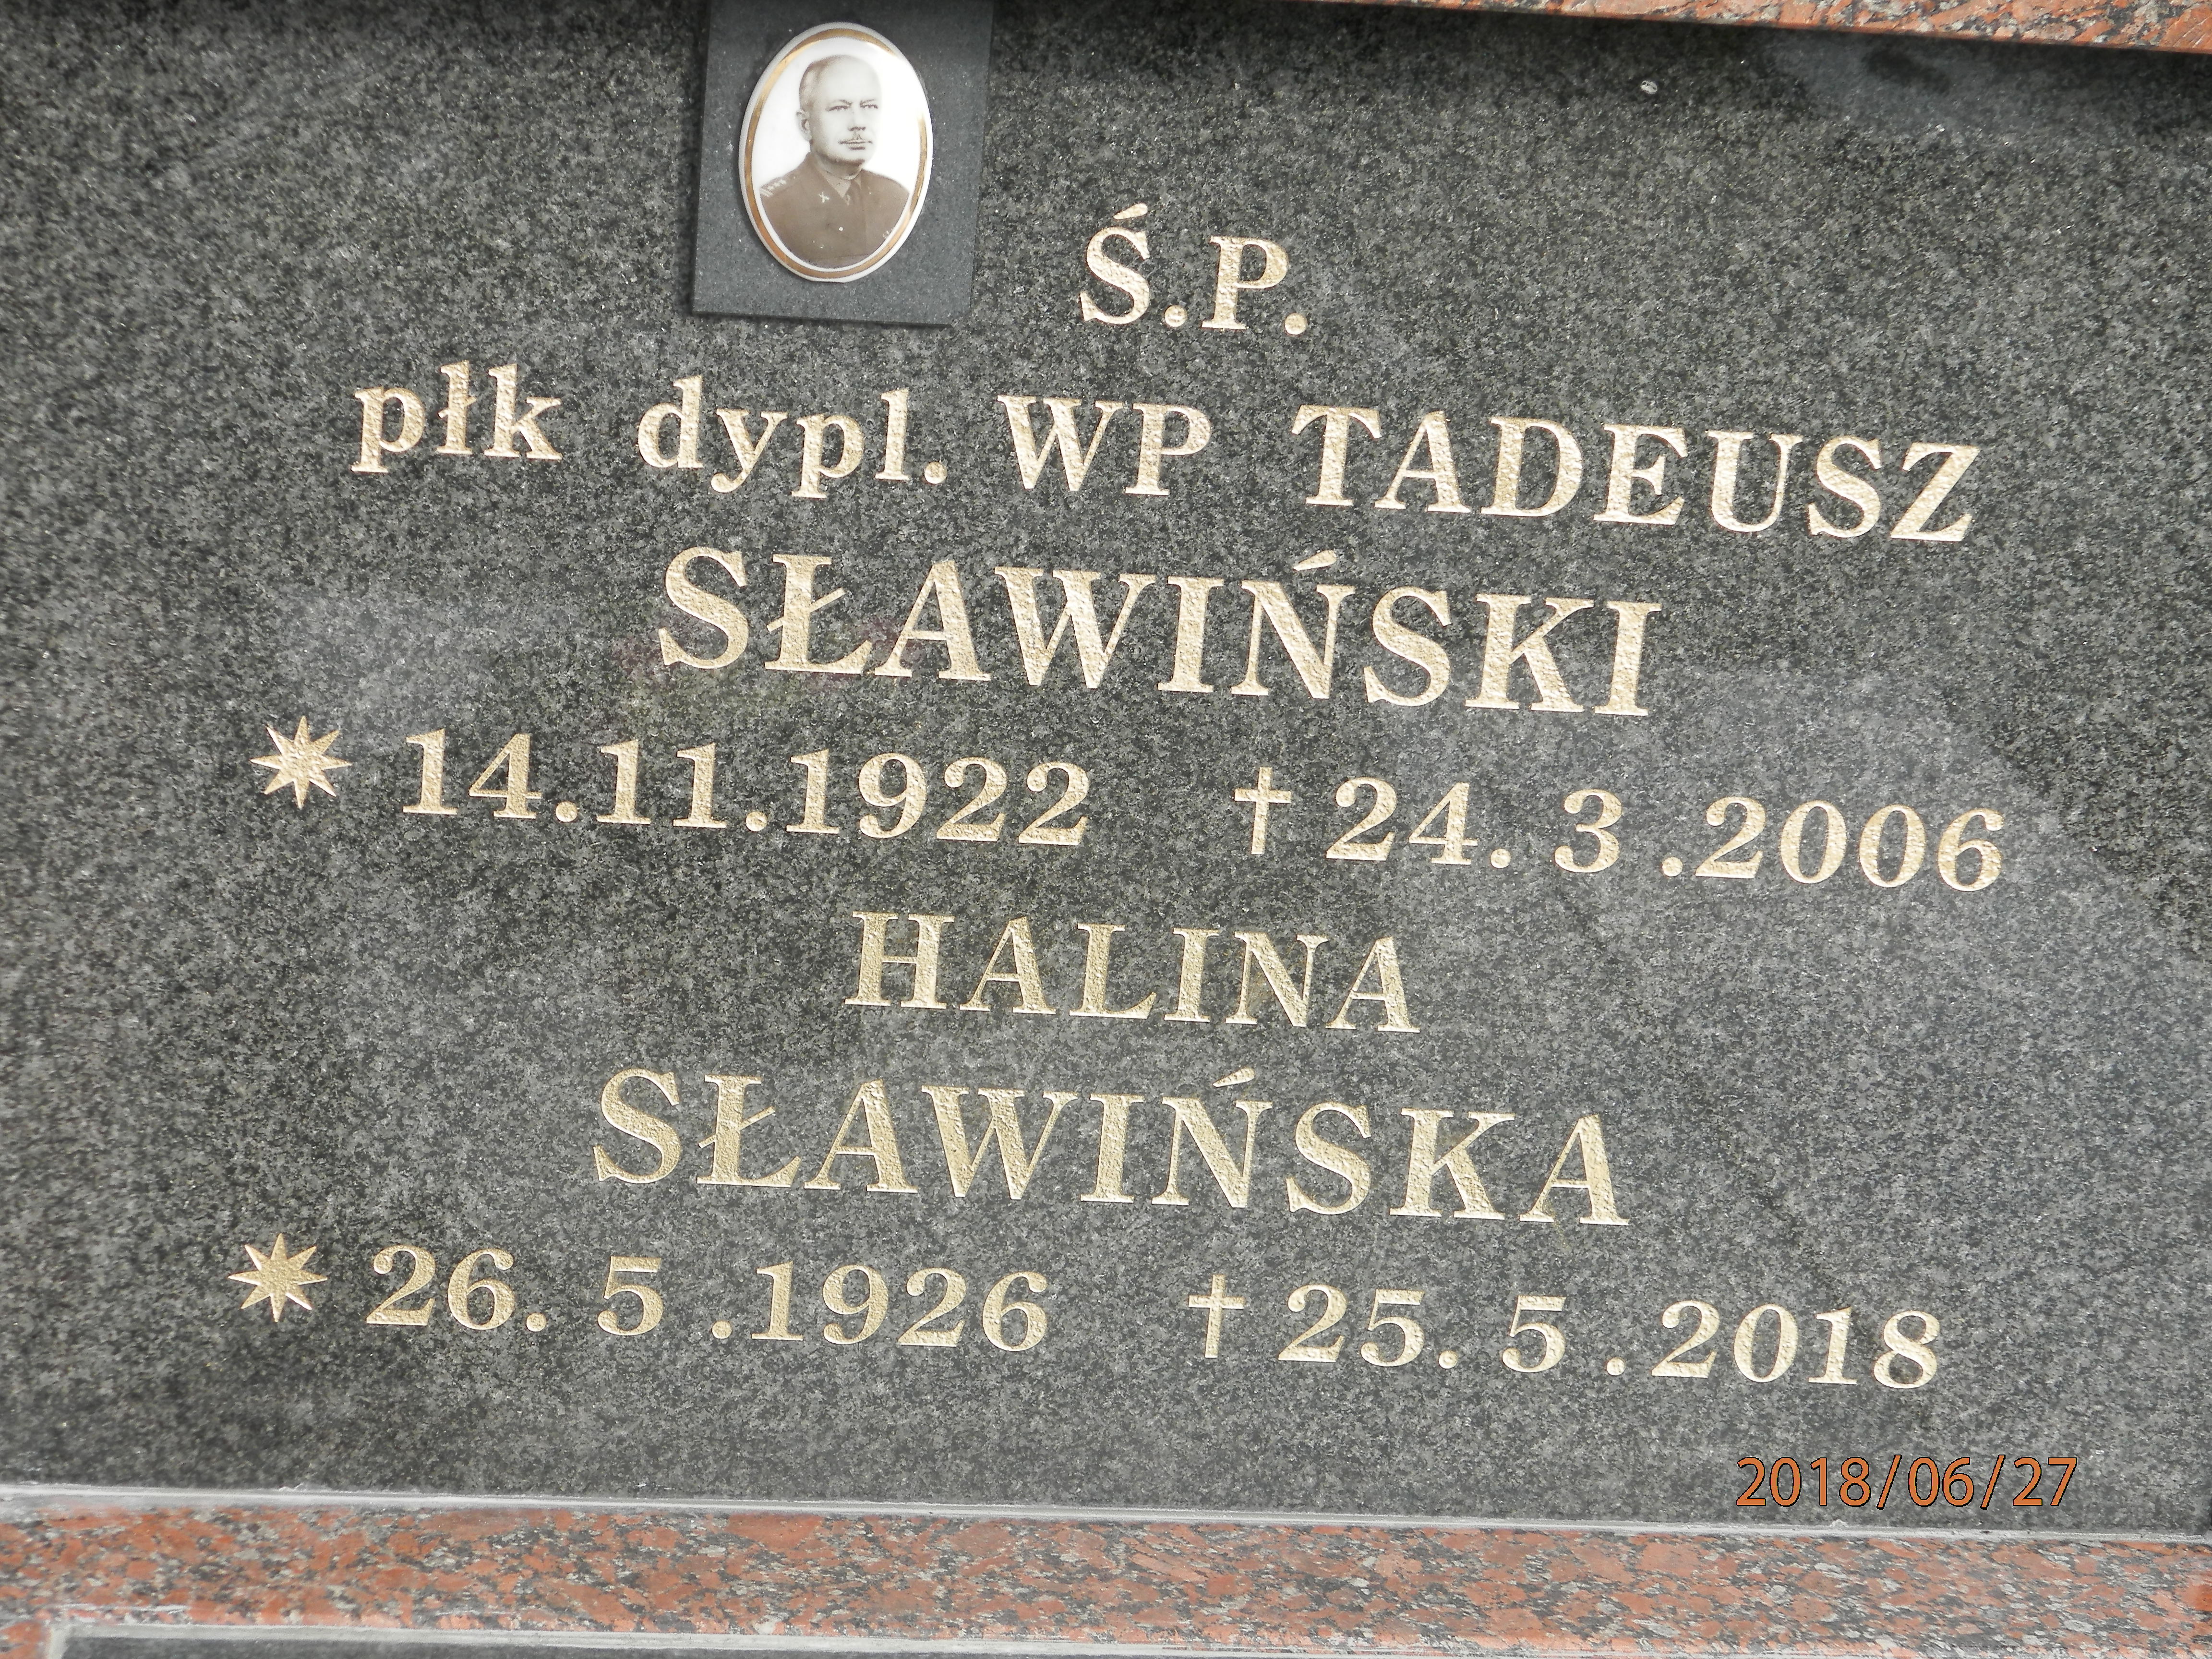 Ś.P.
płk dypl. WP TADEUSZ
SŁAWIŃSKI
✴ 14.11.1922 † 24. 3 .2006
HALINA
SŁAWIŃSKA
✴ 26. 5 .1926 † 25. 5 .2018
2018/06/27